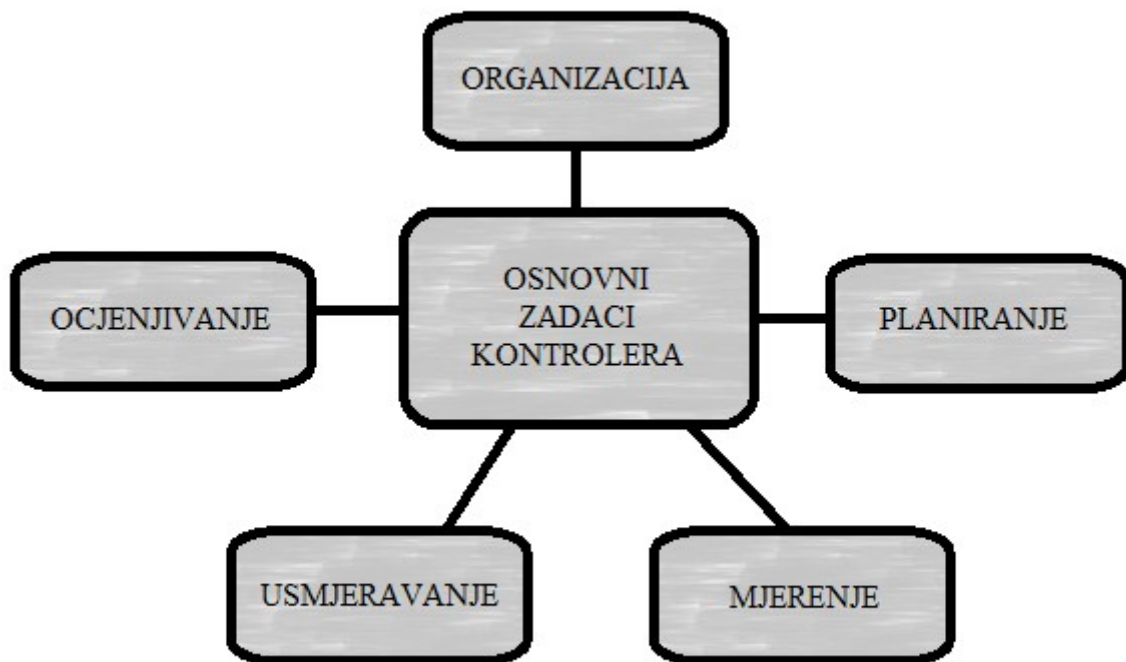 ORGANIZACIJA
OCJENJIVANJE
OSNOVNI
ZADACI
KONTROLERA
PLANIRANJE
USMJERAVANJE
MJERENJE